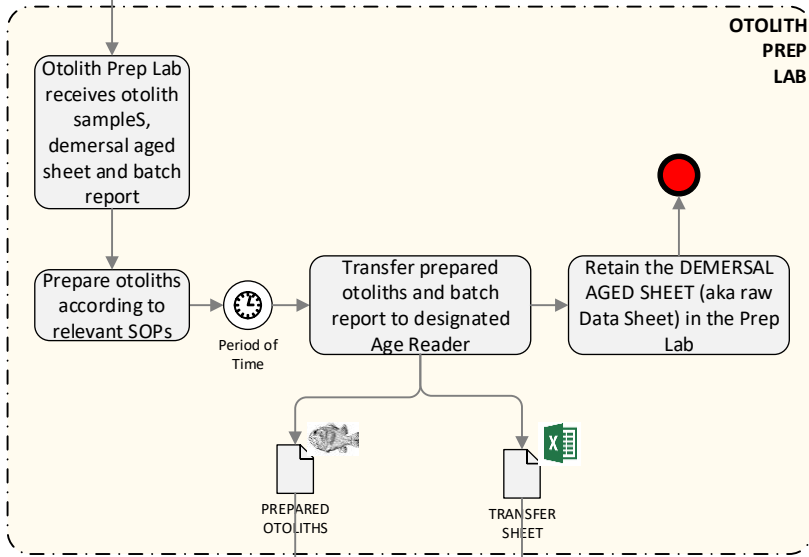 OTOLITH
PREP
LAB
Otolith Prep Lab
receives otolith
sampleS,
demersal aged
sheet and batch
report
Prepare otoliths
according to
relevant SOPs
Period of
Time
Transfer prepared
otoliths and batch
report to designated
Age Reader
Retain the DEMERSAL
AGED SHEET (aka raw
Data Sheet) in the Prep
Lab
PREPARED
OTOLITHS
X
TRANSFER
SHEET